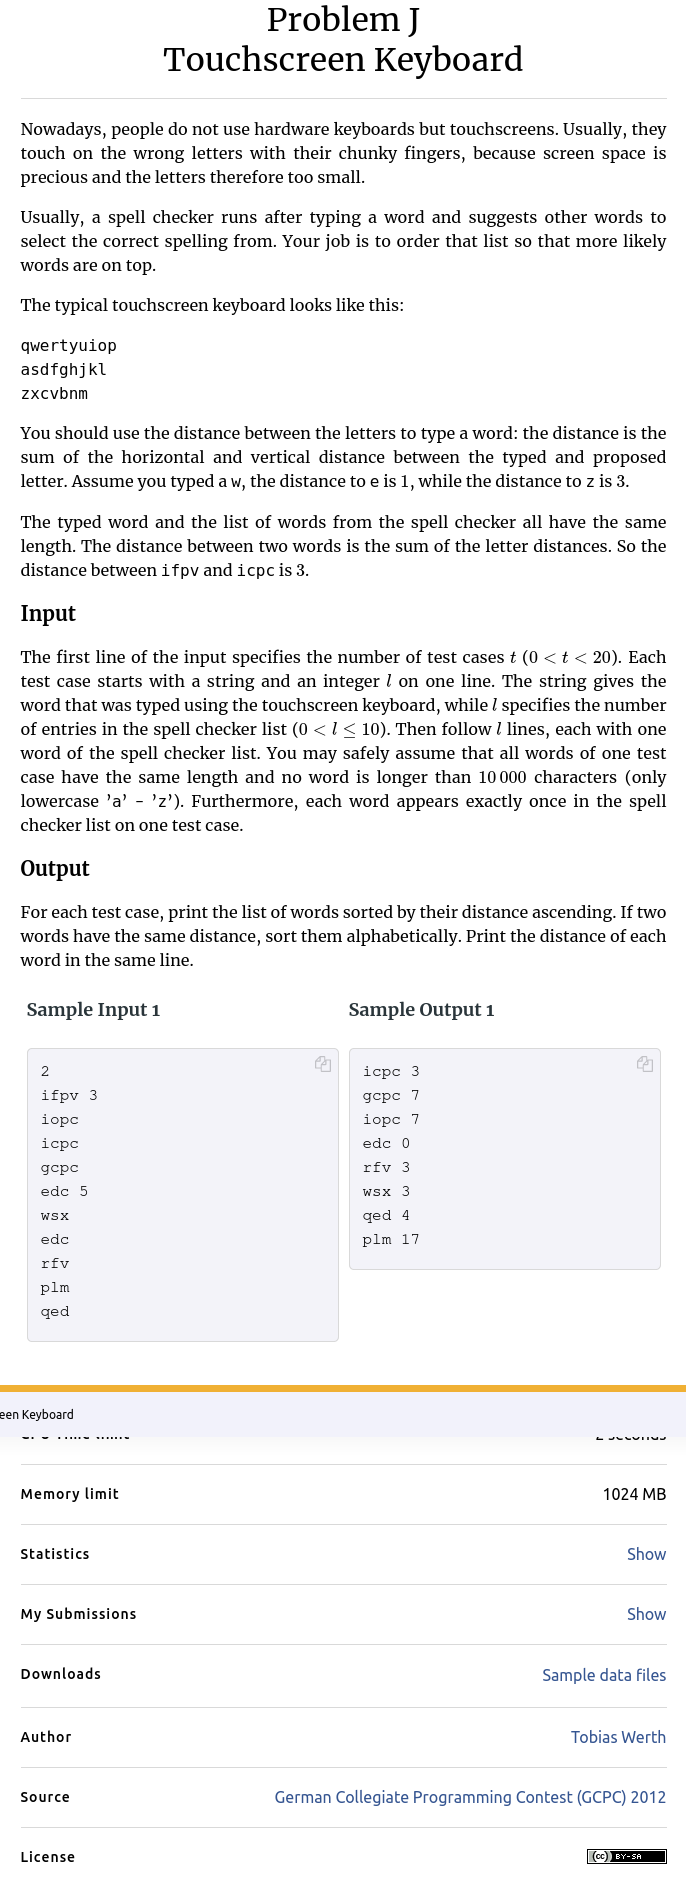 Problem J
Touchscreen Keyboard
Nowadays, people do not use hardware keyboards but touchscreens. Usually, they
touch on the wrong letters with their chunky fingers, because screen space is
precious and the letters therefore too small.
Usually, a spell checker runs after typing a word and suggests other words to
select the correct spelling from. Your job is to order that list so that more likely
words are on top.
The typical touchscreen keyboard looks like this:
qwertyuiop
asdfghjkl
zxcvbnm
You should use the distance between the letters to type a word: the distance is the
sum of the horizontal and vertical distance between the typed and proposed
letter. Assume you typed a w, the distance to e is 1, while the distance to z is 3.
The typed word and the list of words from the spell checker all have the same
length. The distance between two words is the sum of the letter distances. So the
distance between ifpv and icpc is 3.
Input
The first line of the input specifies the number of test cases t (0 < t < 20). Each
test case starts with a string and an integer l on one line. The string gives the
word that was typed using the touchscreen keyboard, while l specifies the number
of entries in the spell checker list (0 < l ≤ 10). Then follow l lines, each with one
word of the spell checker list. You may safely assume that all words of one test
case have the same length and no word is longer than 10 000 characters (only
lowercase ’a’ - ’z’). Furthermore, each word appears exactly once in the spell
checker list on one test case.
Output
For each test case, print the list of words sorted by their distance ascending. If two
words have the same distance, sort them alphabetically. Print the distance of each
word in the same line.
Sample Input 1
2
ifpv 3
iopc
icpc
gcpc
edc 5
wsx
edc
rfv
plm
qed
Sample Output 1
icpc 3
gcpc 7
iopc 7
edc 0
rfv 3
wsx 3
qed 4
plm 17
een Keyboard
CPU Time limit 2 seconds
Memory limit 1024 MB
Statistics Show
My Submissions Show
Downloads Sample data files
Author Tobias Werth
Source German Collegiate Programming Contest (GCPC) 2012
License (cc) BY-SA